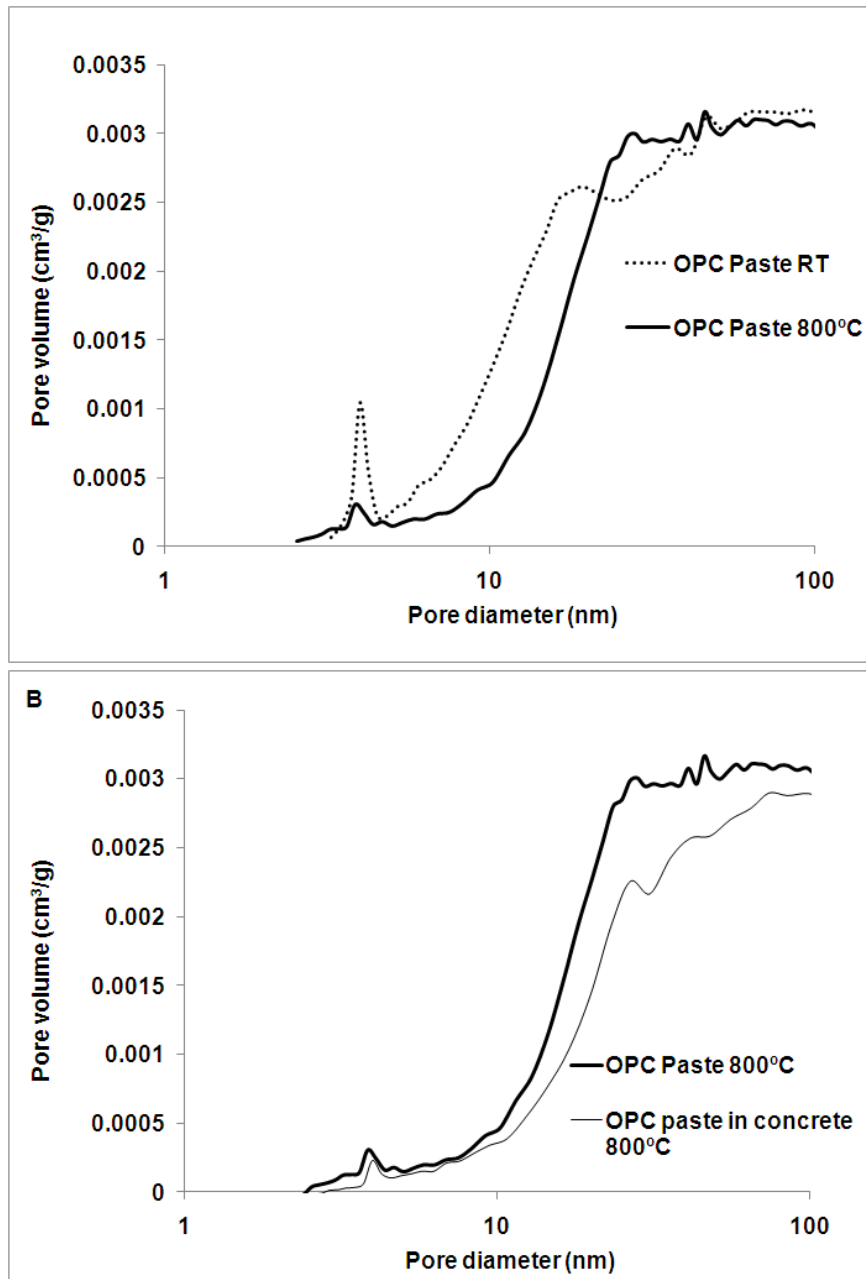 0.0035
0.003
0.0025
0.002
0.0015
0.001
0.0005
0
Pore volume (cm³/g)
OPC Paste RT
OPC Paste 800ºC
1
10
100
Pore diameter (nm)
B
0.0035
0.003
0.0025
0.002
0.0015
0.001
0.0005
0
Pore volume (cm³/g)
OPC Paste 800ºC
OPC paste in concrete
800ºC
1
10
100
Pore diameter (nm)